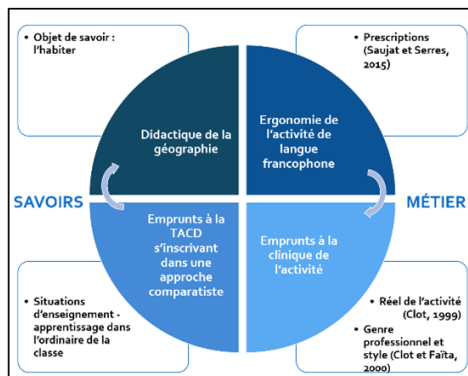 • Objet de savoir :
l'habiter
• Prescriptions
(Saujat et Serres,
2015)
Didactique de la
géographie
Ergonomie de
l'activité de
langue
francophone
SAVOIRS
MÉTIER
Emprunts à la
TACD
s'inscrivant
dans une
approche
comparatiste
Emprunts à la
clinique de
l'activité
• Situations
d'enseignement -
apprentissage dans
l'ordinaire de la
classe
• Réel de l'activité
(Clot, 1999)
• Genre
professionnel et
style (Clot et Faïta,
2000)